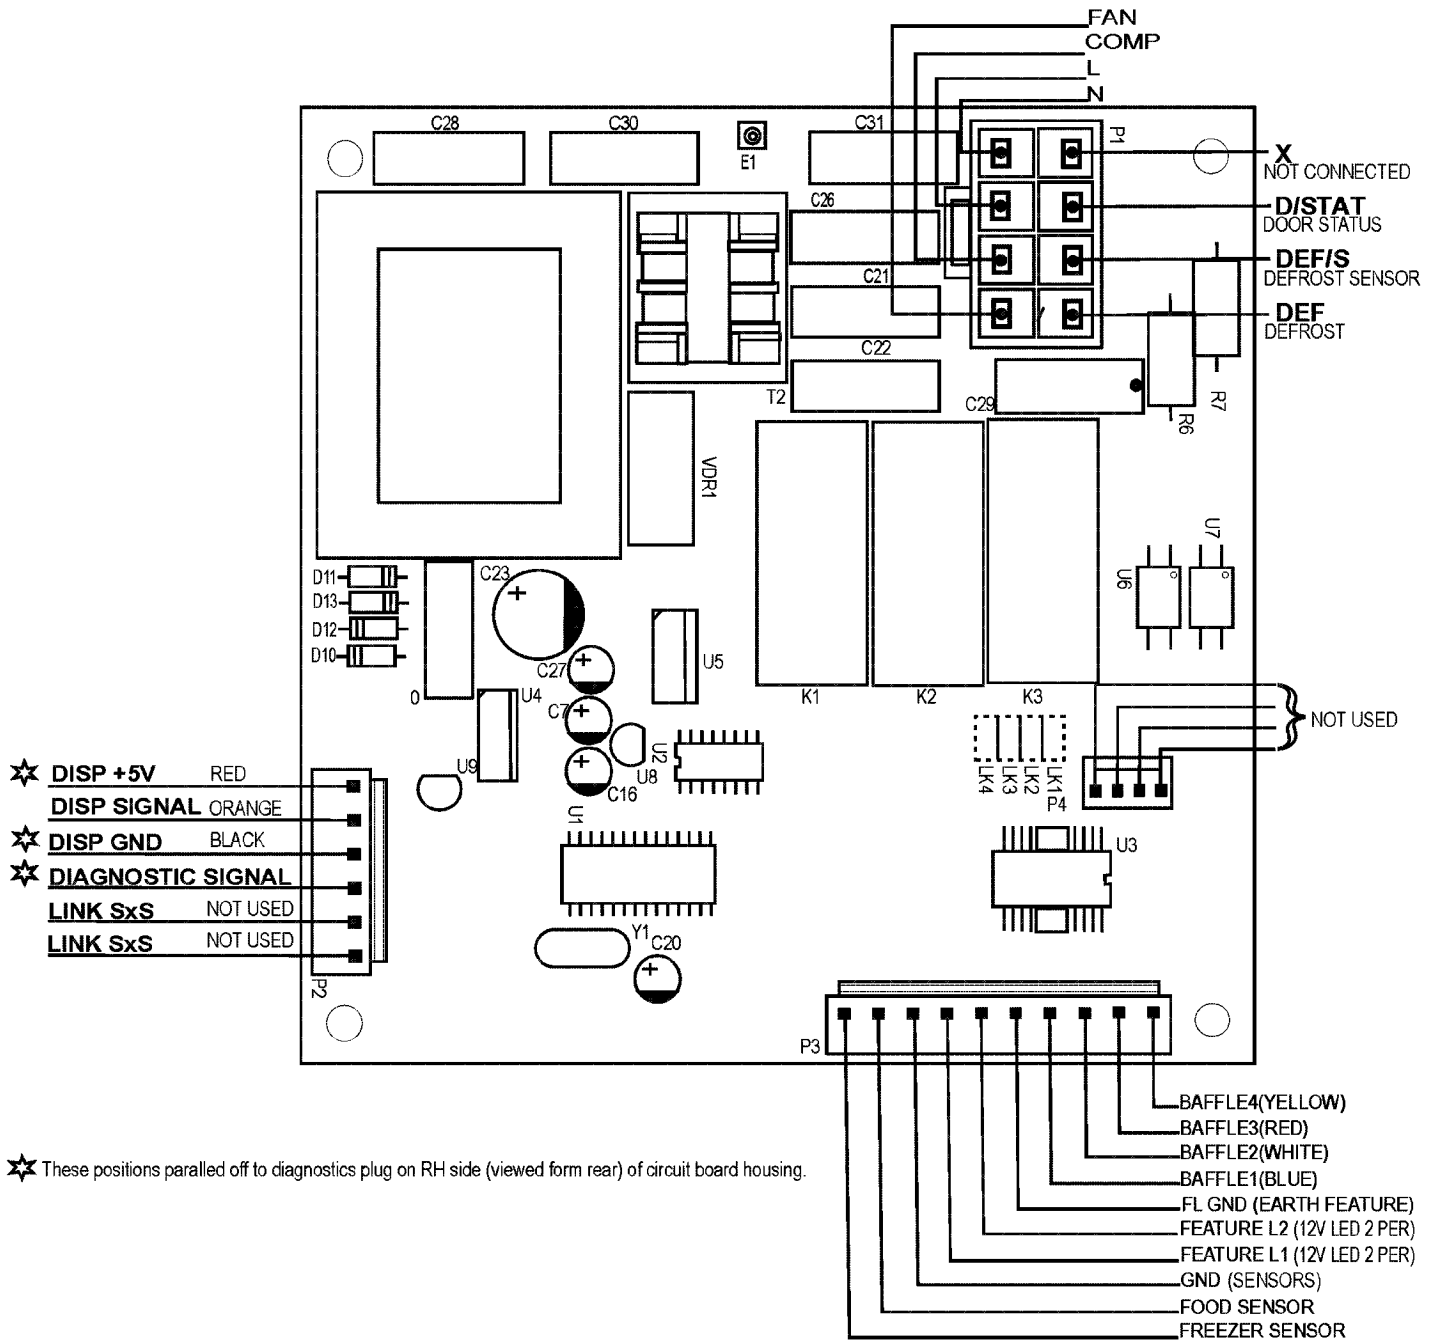 FAN
COMP
L
N
C28
C30
E1
C31
P1
X
NOT CONNECTED
C26
D/STAT
DOOR STATUS
DEF/S
DEFROST SENSOR
C21
DEF
DEFROST
C22
T2
C29
R6
R7
VDR1
U7
U6
D11
D13
D12
D10
C23
C27
U5
0
U4
C7
K1
K2
K3
NOT USED
U9
U2
U8
C16
LK4
LK3
LK2
LK1
P4
DISP +5V RED
DISP SIGNAL ORANGE
DISP GND BLACK
DIAGNOSTIC SIGNAL
LINK SxS NOT USED
LINK SxS NOT USED
U1
U3
Y1
C20
P2
P3
BAFFLE4(YELLOW)
BAFFLE3(RED)
BAFFLE2(WHITE)
BAFFLE1(BLUE)
FL GND (EARTH FEATURE)
FEATURE L2 (12V LED 2 PER)
FEATURE L1 (12V LED 2 PER)
GND (SENSORS)
FOOD SENSOR
FREEZER SENSOR
These positions paralled off to diagnostics plug on RH side (viewed form rear) of circuit board housing.